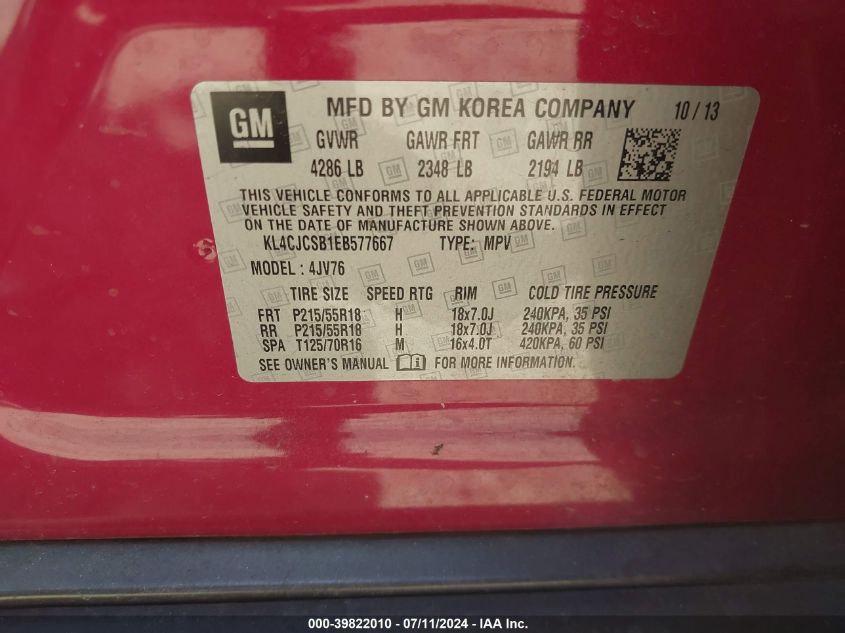 GM MFD BY GM KOREA COMPANY 10 / 13
GVWR GAWR FRT GAWR RR
4286 LB 2348 LB 2194 LB
THIS VEHICLE CONFORMS TO ALL APPLICABLE U.S. FEDERAL MOTOR
VEHICLE SAFETY AND THEFT PREVENTION STANDARDS IN EFFECT
ON THE DATE OF MANUFACTURE SHOWN ABOVE.
KL4CJCSB1EB577667 TYPE: MPV
MODEL : 4JV76
TIRE SIZE SPEED RTG RIM COLD TIRE PRESSURE
FRT P215/55R18 H 18x7.0J 240KPA, 35 PSI
RR P215/55R18 H 18x7.0J 240KPA, 35 PSI
SPA T125/70R16 M 16x4.0T 420KPA, 60 PSI
SEE OWNER'S MANUAL FOR MORE INFORMATION
000-39822010 / 07/11/2024 - IAA Inc.